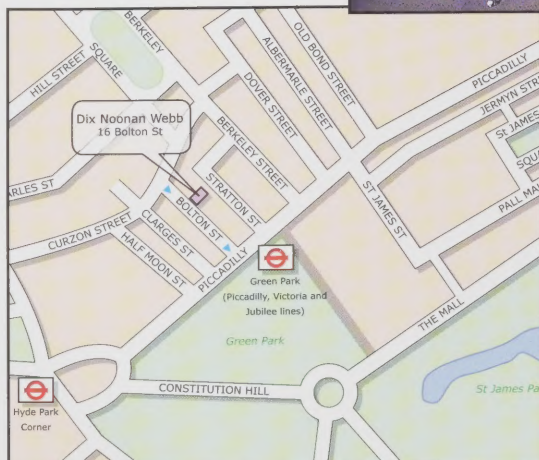 BERKELEY
SQUARE
HILL STREET
OLD BOND STREET
ALBERMARLE STREET
DOVER STREET
BERKELEY STREET
PICCADILLY
JERMYN STREET
ST JAMES
SQUA
Dix Noonan Webb
16 Bolton St
ARLES ST
STRATTON ST
BOLTON ST
CLARGES ST
HALF MOON ST
CURZON STREET
PICCADILLY
ST JAMES ST
PALL MA
Green Park
(Piccadilly, Victoria and
Jubilee lines)
THE MALL
Green Park
CONSTITUTION HILL
St James Pa
Hyde Park
Corner